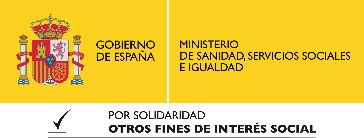 GOBIERNO
DE ESPAÑA
MINISTERIO
DE SANIDAD, SERVICIOS SOCIALES
E IGUALDAD
POR SOLIDARIDAD
OTROS FINES DE INTERÉS SOCIAL